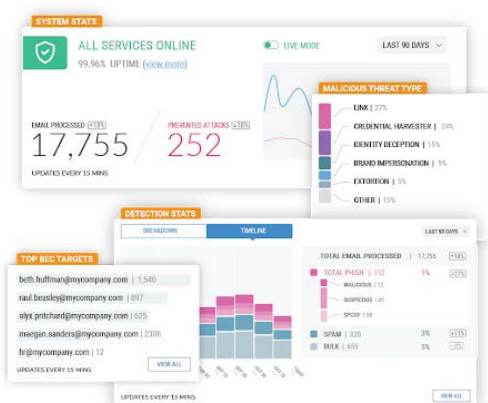 SYSTEM STATS
ALL SERVICES ONLINE
99.96% UPTIME (view more)
LIVE MODE
LAST 90 DAYS
EMAIL PROCESSED +18%
17,755
PREVENTED ATTACKS
252
UPDATES EVERY 15 MINS
MALICIOUS THREAT TYPE
LINK | 27%
CREDENTIAL HARVESTER | 24%
IDENTITY DECEPTION | 15%
BRAND IMPERSONATION | 9%
EXTORTION | 5%
OTHER | 15%
DETECTION STATS
BREAKDOWN
TIMELINE
LAST 90 DAYS
TOTAL EMAIL PROCESSED | 17,755
TOTAL PHISH | 252 1%
MALICIOUS | 12
SUSPICIOUS
SPOOF
SPAM | 320 3%
BULK | 655 5%
UPDATES EVERY 15 MINS
VIEW ALL
TOP BEC TARGETS
beth.huffman@mycompany.com | 1,540
raul.beasley@mycompany.com | 897
alyx.pritchard@mycompany.com | 625
maegan.sanders@mycompany.com
hr@mycompany.com | 12
UPDATES EVERY 15 MINS
VIEW ALL